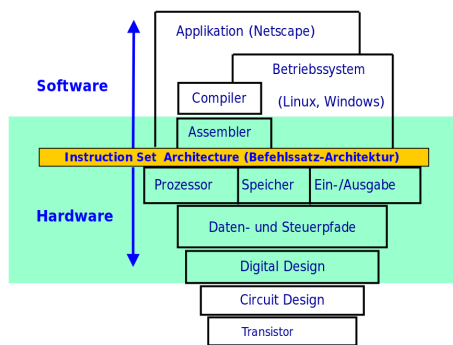 Applikation (Netscape)
Betriebssystem
Software
Compiler
(Linux, Windows)
Assembler
Instruction Set Architecture (Befehlssatz-Architektur)
Prozessor
Speicher
Ein-/Ausgabe
Hardware
Daten- und Steuerpfade
Digital Design
Circuit Design
Transistor